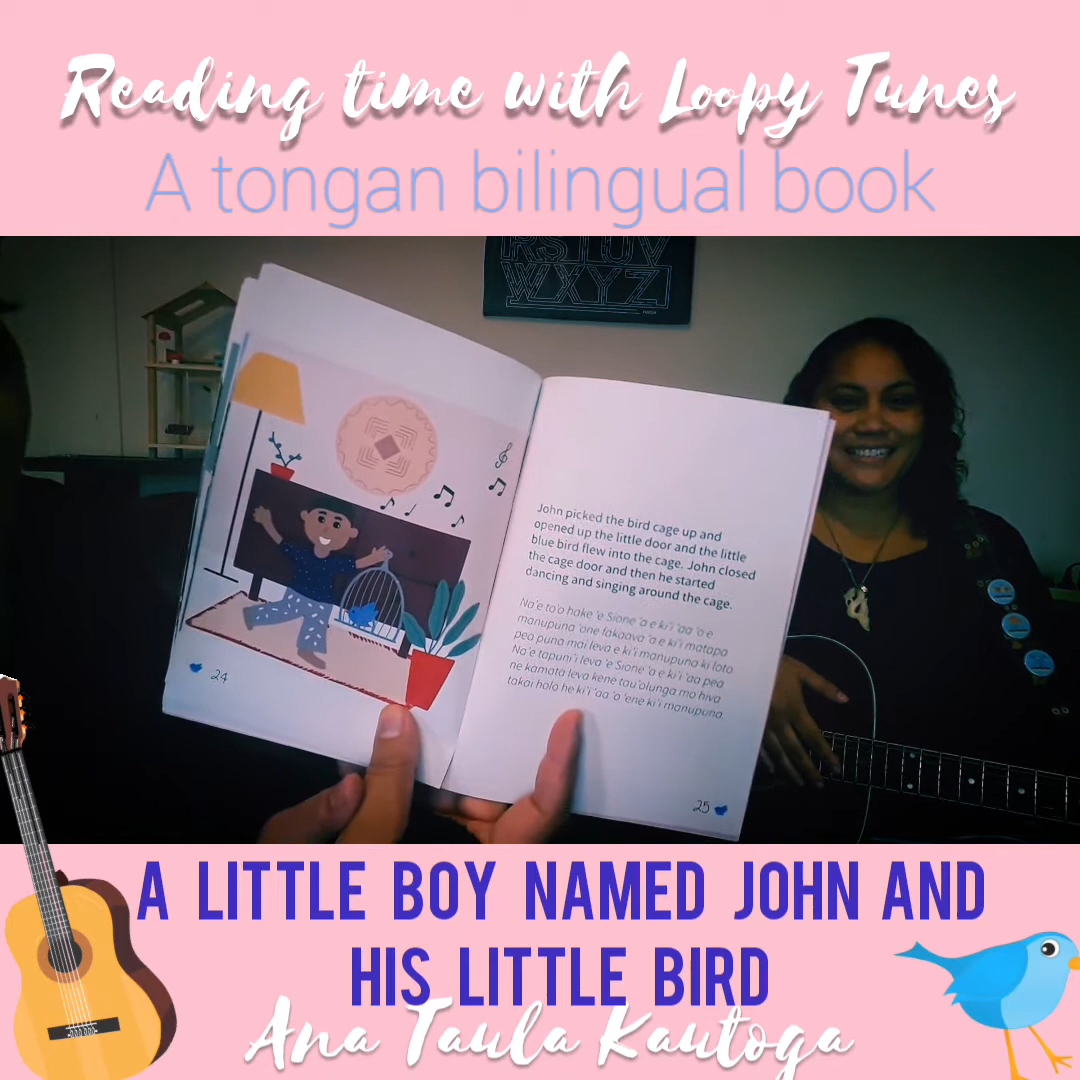 Reading time with Loopy Tunes
A tongan bilingual book
RSTUV
WXYZ
John picked the bird cage up and
opened up the little door and the little
blue bird flew into the cage. John closed
the cage door and then he started
dancing and singing around the cage.
Na'e to'o hake 'e Sione 'a e ki'i 'aa 'o e
manupuna 'one fakaava 'a e ki'i matapa
pea puna mai leva e ki'i manupuna ki loto
Na'e tapuni'i leva 'e Sione 'a e ki'i 'aa pea
ne kamata leva kene tau'olunga mo hiva
takai holo he ki'i 'aa 'o 'ene ki'i manupuna.
24
25
A LITTLE BOY NAMED JOHN AND
HIS LITTLE BIRD
Ana Taula Kautoga